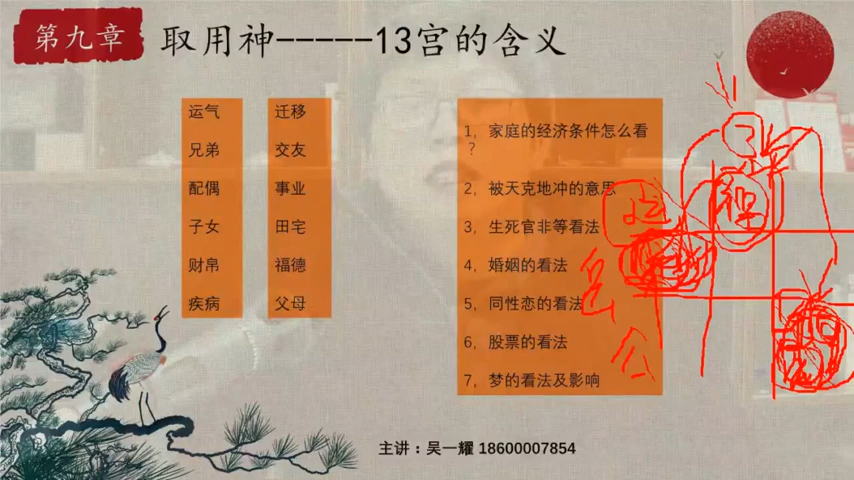 第九章
取用神-----13宫的含义
运气
兄弟
配偶
子女
财帛
疾病
迁移
交友
事业
田宅
福德
父母
1，家庭的经济条件怎么看
？
2，被天克地冲的意思
3，生死官非等看法
4，婚姻的看法
5，同性恋的看法
6，股票的看法
7，梦的看法及影响
主讲：吴一耀 18600007854